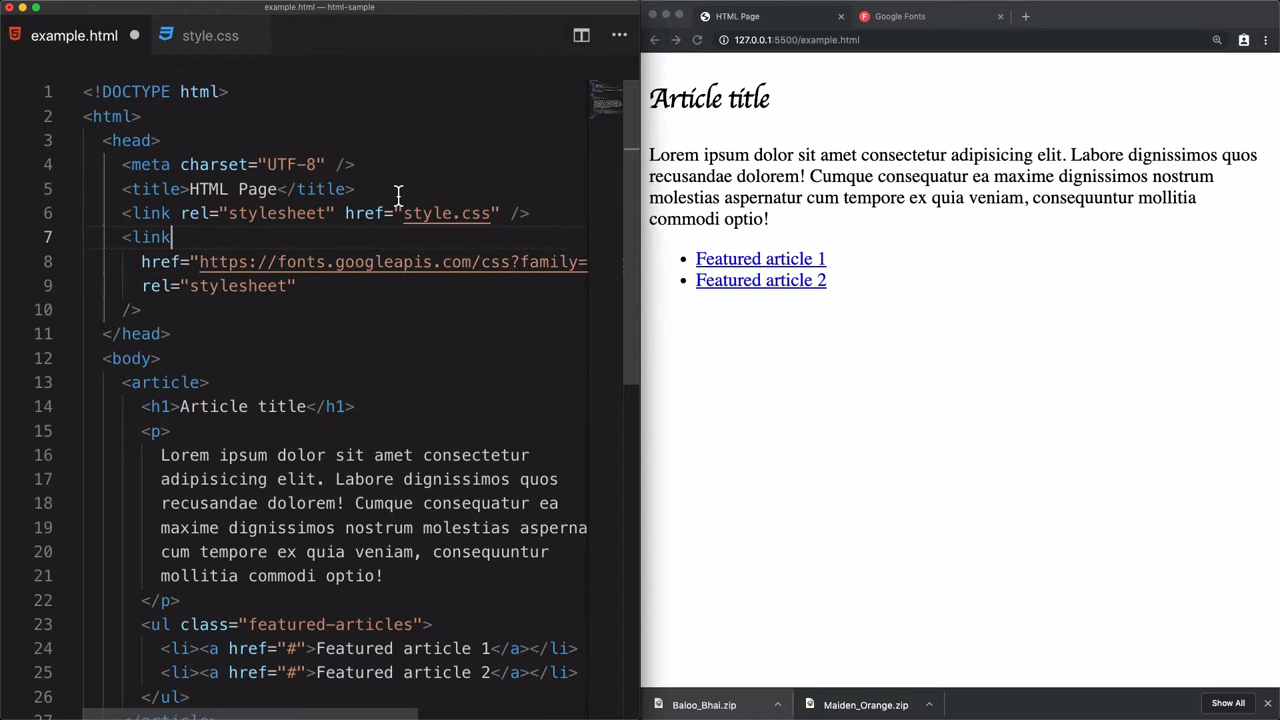 example.html — html-sample
example.html
style.css
1 <!DOCTYPE html>
2 <html>
3 <head>
4 <meta charset="UTF-8" />
5 <title>HTML Page</title>
6 <link rel="stylesheet" href="style.css" />
7 <link
8 href="https://fonts.googleapis.com/css?family=
9 rel="stylesheet"
10 />
11 </head>
12 <body>
13 <article>
14 <h1>Article title</h1>
15 <p>
16 Lorem ipsum dolor sit amet consectetur
17 adipisicing elit. Labore dignissimos quos
18 recusandae dolorem! Cumque consequatur ea
19 maxime dignissimos nostrum molestias asperna
20 cum tempore ex quia veniam, consequuntur
21 mollitia commodi optio!
22 </p>
23 <ul class="featured-articles">
24 <li><a href="#">Featured article 1</a></li>
25 <li><a href="#">Featured article 2</a></li>
26 </ul>
HTML Page
Google Fonts
127.0.0.1:5500/example.html
Article title
Lorem ipsum dolor sit amet consectetur adipisicing elit. Labore dignissimos quos
recusandae dolorem! Cumque consequatur ea maxime dignissimos nostrum
molestias aspernatur cum tempore ex quia veniam, consequuntur mollitia
commodi optio!
• Featured article 1
• Featured article 2
Baloo_Bhai.zip
Maiden_Orange.zip
Show All